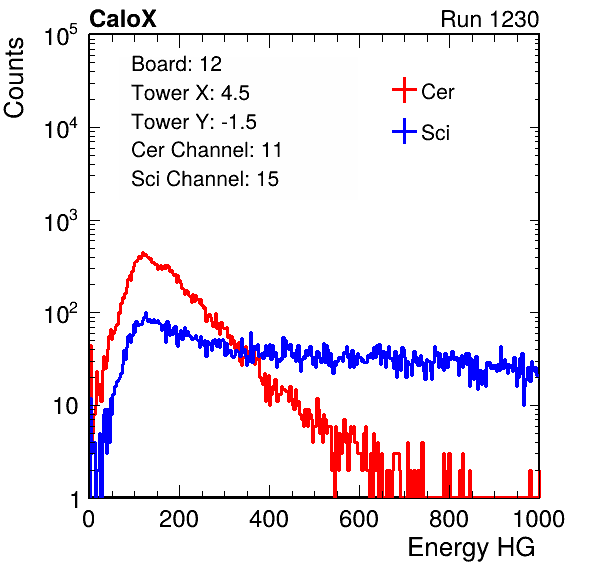 CaloX Run 1230
Counts
Board: 12
Tower X: 4.5
Tower Y: -1.5
Cer Channel: 11
Sci Channel: 15
Cer
Sci
10^5
10^4
10^3
10^2
10
1
0 200 400 600 800 1000
Energy HG